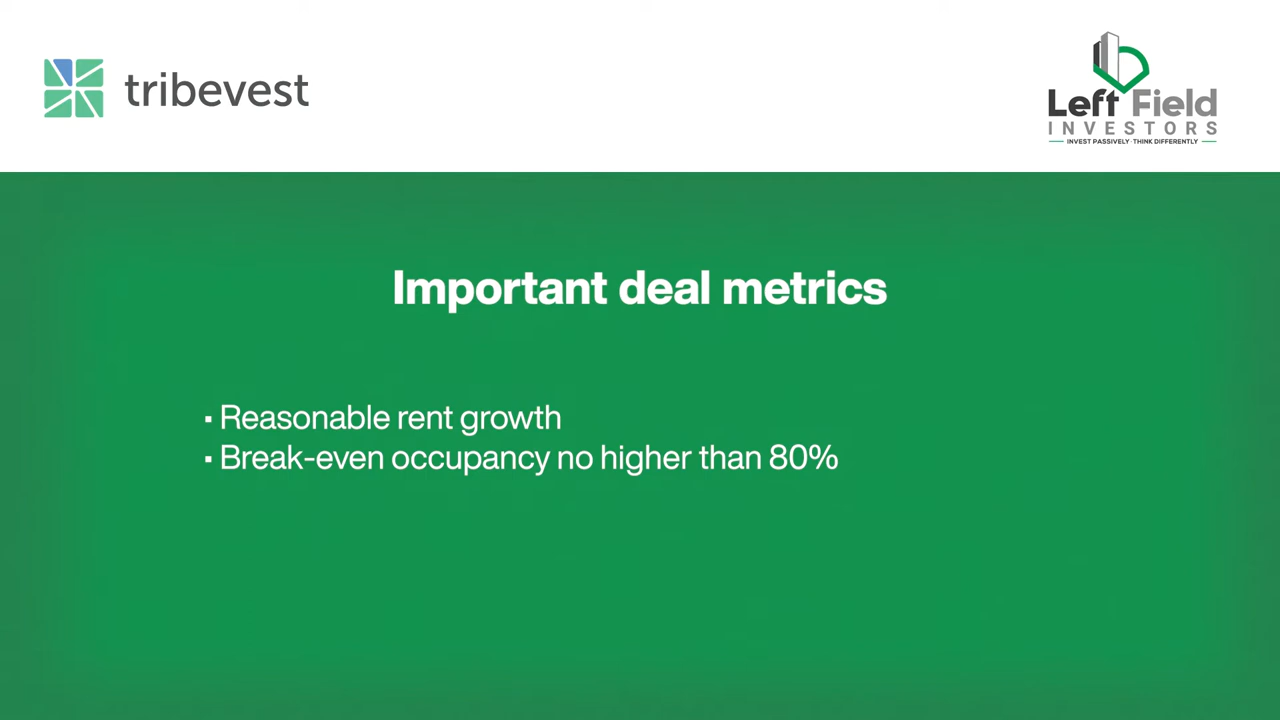 tribevest
Left Field
INVESTORS
INVEST PASSIVELY · THINK DIFFERENTLY
Important deal metrics
▪ Reasonable rent growth
▪ Break-even occupancy no higher than 80%